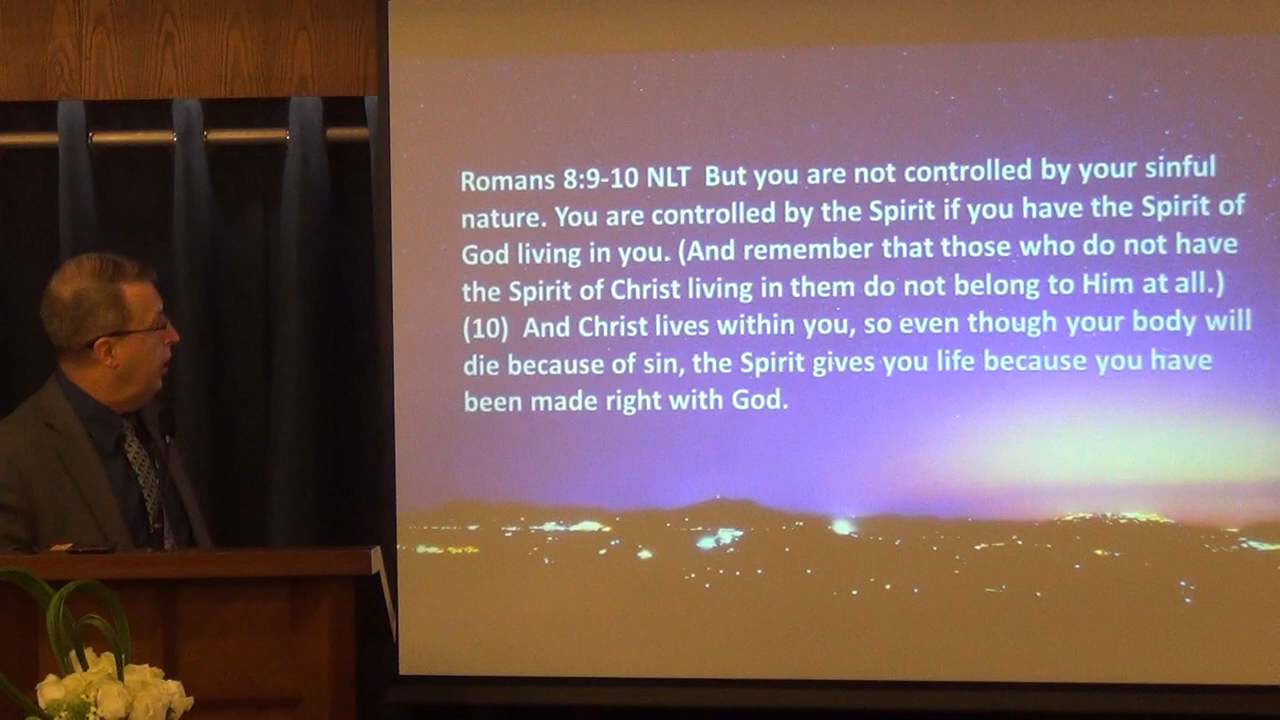 Romans 8:9-10 NLT  But you are not controlled by your sinful
nature. You are controlled by the Spirit if you have the Spirit of
God living in you. (And remember that those who do not have
the Spirit of Christ living in them do not belong to Him at all.)
(10)  And Christ lives within you, so even though your body will
die because of sin, the Spirit gives you life because you have
been made right with God.